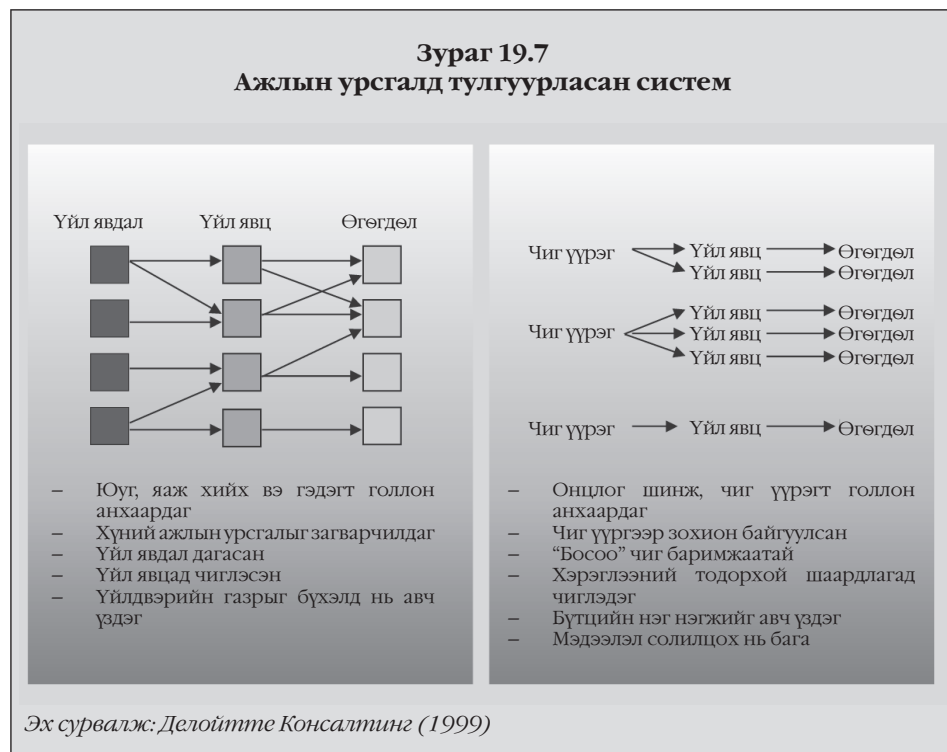 Зураг 19.7
Ажлын урсгалд тулгуурласан систем
Үйл явдал Үйл явц Өгөгдөл
Юуг, яаж хийх вэ гэдэгт голлон
анхаардаг
– Хүний ажлын урсгалыг загварчилдаг
– Үйл явдал дагасан
– Үйл явцад чиглэсэн
– Үйлдвэрийн газрыг бүхэлд нь авч
үздэг
Чиг үүрэг Үйл явц Өгөгдөл
Үйл явц Өгөгдөл
Үйл явц Өгөгдөл
Чиг үүрэг Үйл явц Өгөгдөл
Үйл явц Өгөгдөл
Чиг үүрэг Үйл явц Өгөгдөл
– Онцлог шинж, чиг үүрэгт голлон
анхаардаг
– Чиг үүргээр зохион байгуулсан
– “Босоо” чиг баримжаатай
– Хэрэглээний тодорхой шаардлагад
чиглэдэг
– Бүтцийн нэг нэгжийг авч үздэг
– Мэдээлэл солилцох нь бага
Эх сурвалж: Делойтте Консалтинг (1999)